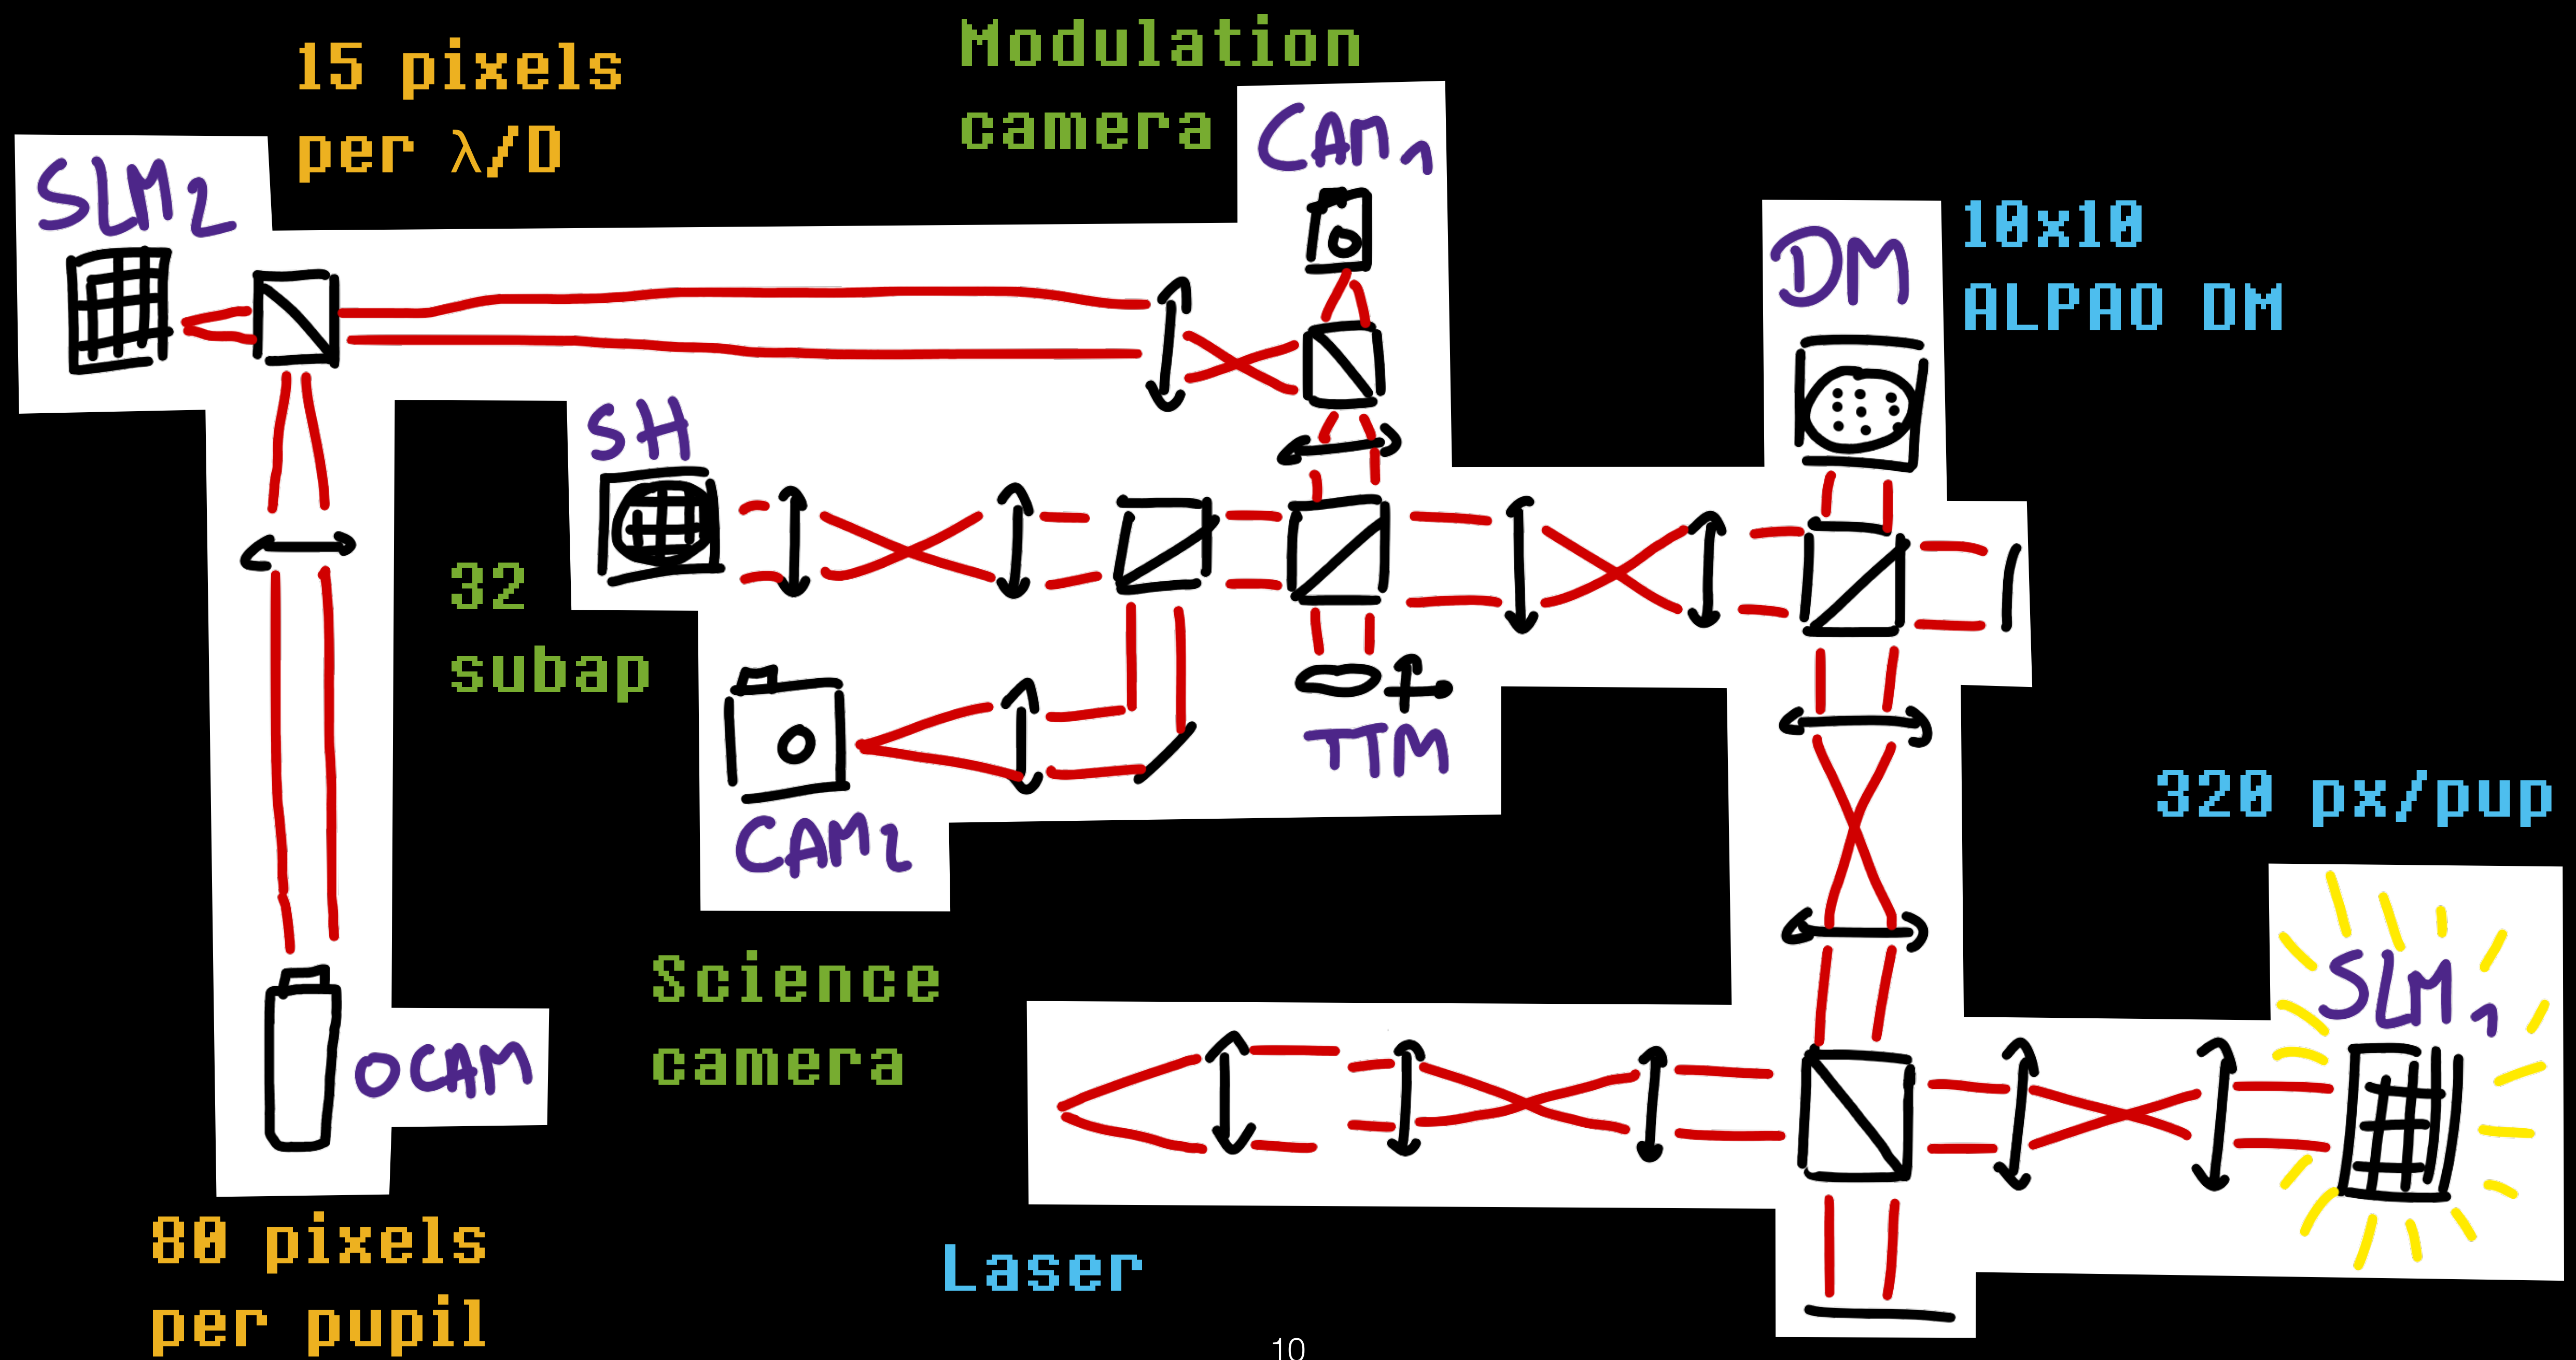 15 pixels
per λ/D
Modulation
camera
CAM1
SLM2
DM
10x10
ALPAO DM
SH
32
subap
TTM
CAM2
320 px/pup
Science
camera
SLM1
OCAM
80 pixels
per pupil
Laser
10